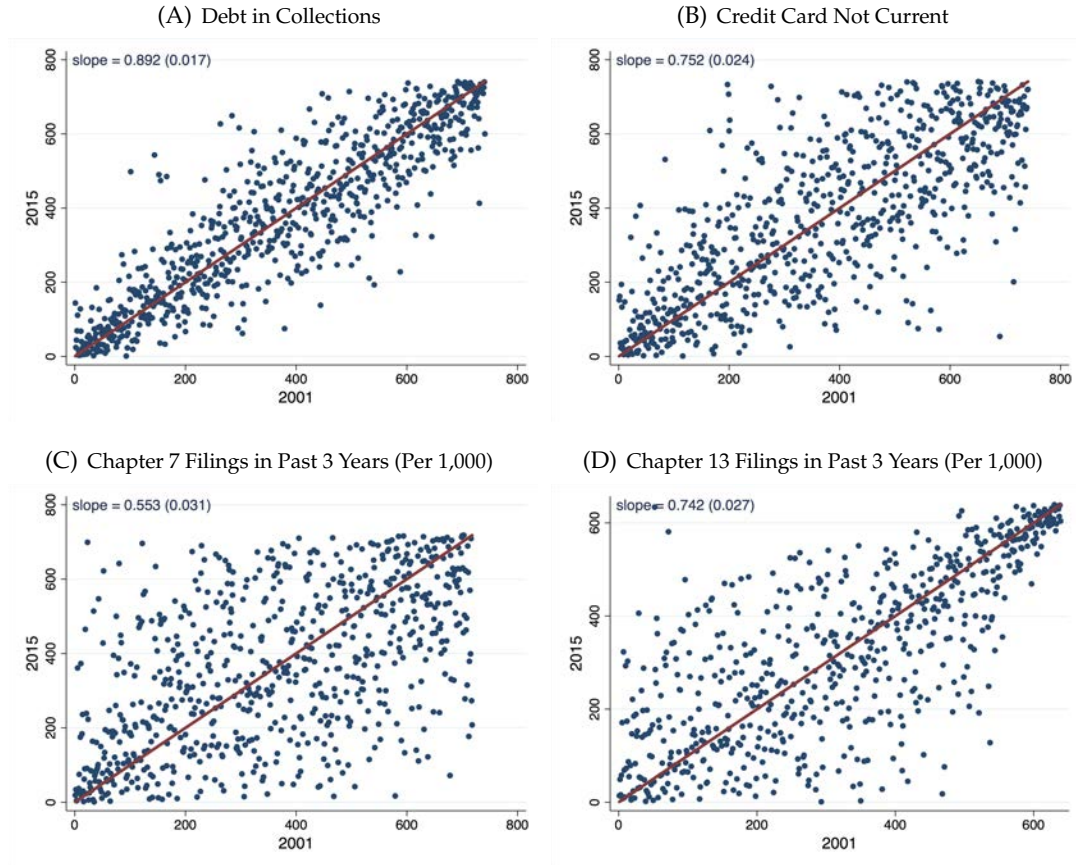 (A) Debt in Collections
slope = 0.892 (0.017)
800
600
400
200
0
2015
0 200 400 600 800
2001
(B) Credit Card Not Current
slope = 0.752 (0.024)
800
600
400
200
0
2015
0 200 400 600 800
2001
(C) Chapter 7 Filings in Past 3 Years (Per 1,000)
slope = 0.553 (0.031)
800
600
400
200
0
2015
0 200 400 600 800
2001
(D) Chapter 13 Filings in Past 3 Years (Per 1,000)
slope = 0.742 (0.027)
600
400
200
0
2015
0 200 400 600
2001